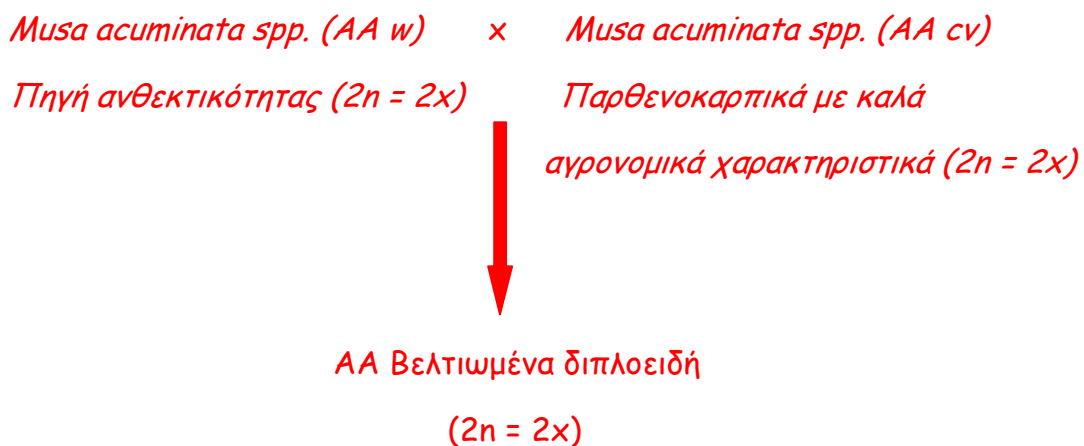 Musa acuminata spp. (AA w) x Musa acuminata spp. (AA cv)
Πηγή ανθεκτικότητας (2n = 2x) Παρθενοκαρπικά με καλά
αγρονομικά χαρακτηριστικά (2n = 2x)
ΑΑ Βελτιωμένα διπλοειδή
(2n = 2x)